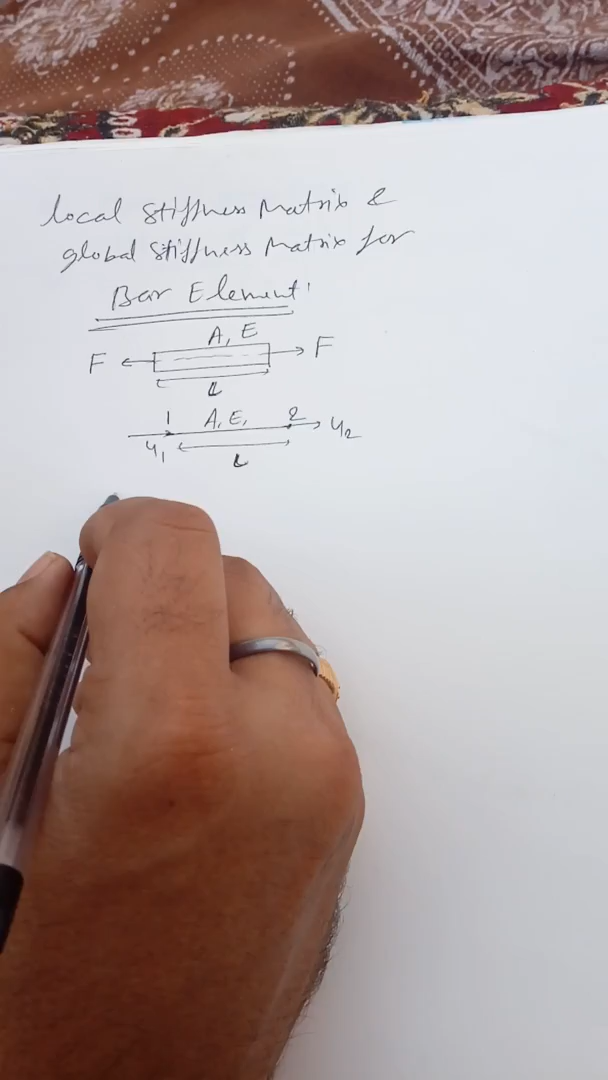 local stiffness Matrix &
global stiffness Matrix for
Bar Element
A, E
F F
L
1 A, E, 2
u1 u2
L